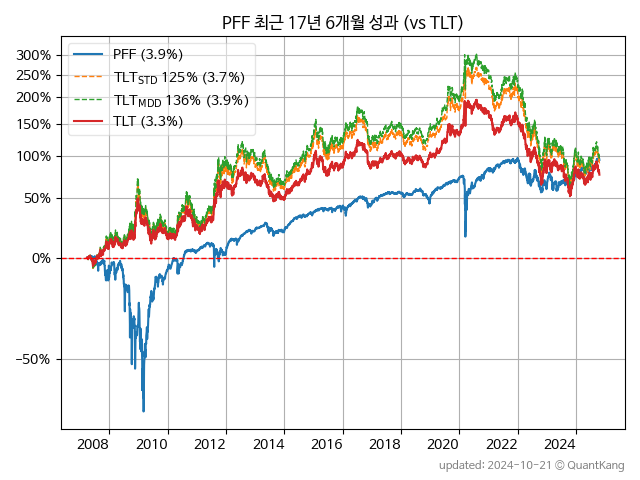 PFF 최근 17년 6개월 성과 (vs TLT)
300%
250%
200%
150%
100%
50%
0%
−50%
PFF (3.9%)
TLT_STD 125% (3.7%)
TLT_MDD 136% (3.9%)
TLT (3.3%)
2008 2010 2012 2014 2016 2018 2020 2022 2024
updated: 2024-10-21 © QuantKang